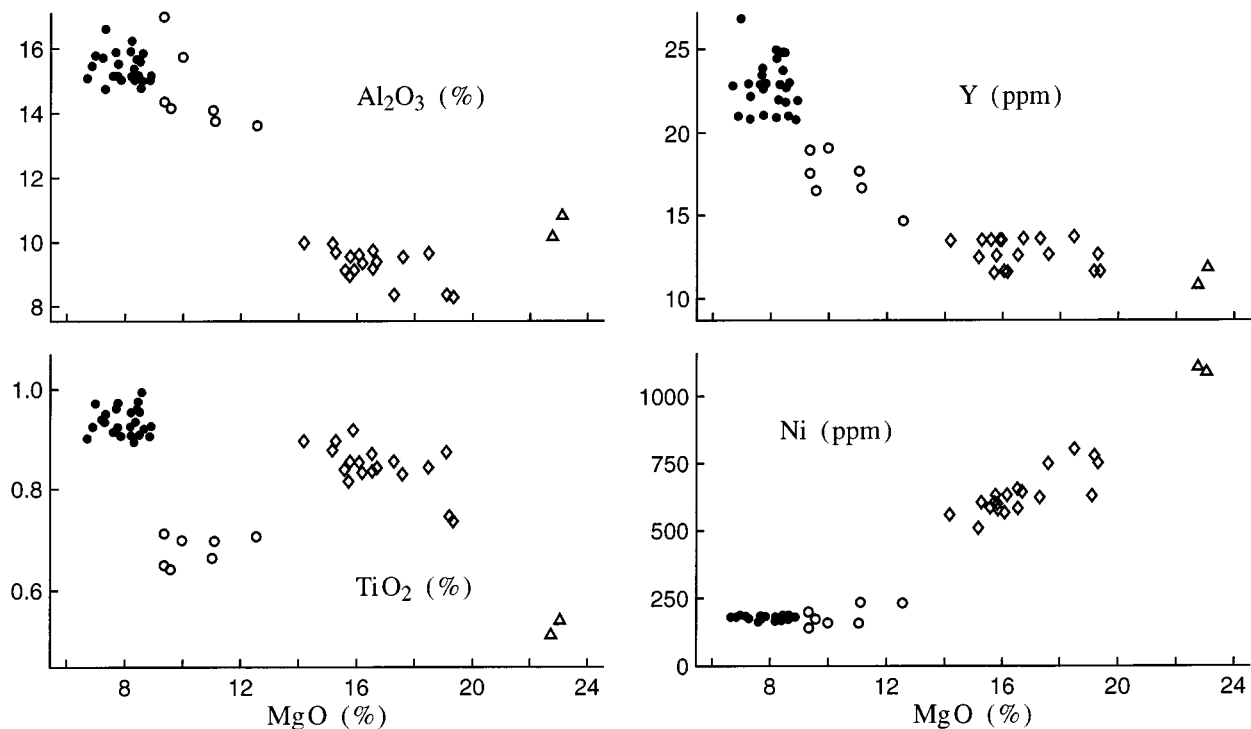 16
14
12
10
8
Al₂O₃ (%)
25
20
15
10
Y (ppm)
1.0
0.8
0.6
TiO₂ (%)
8 12 16 20 24
MgO (%)
1000
750
500
250
0
Ni (ppm)
8 12 16 20 24
MgO (%)